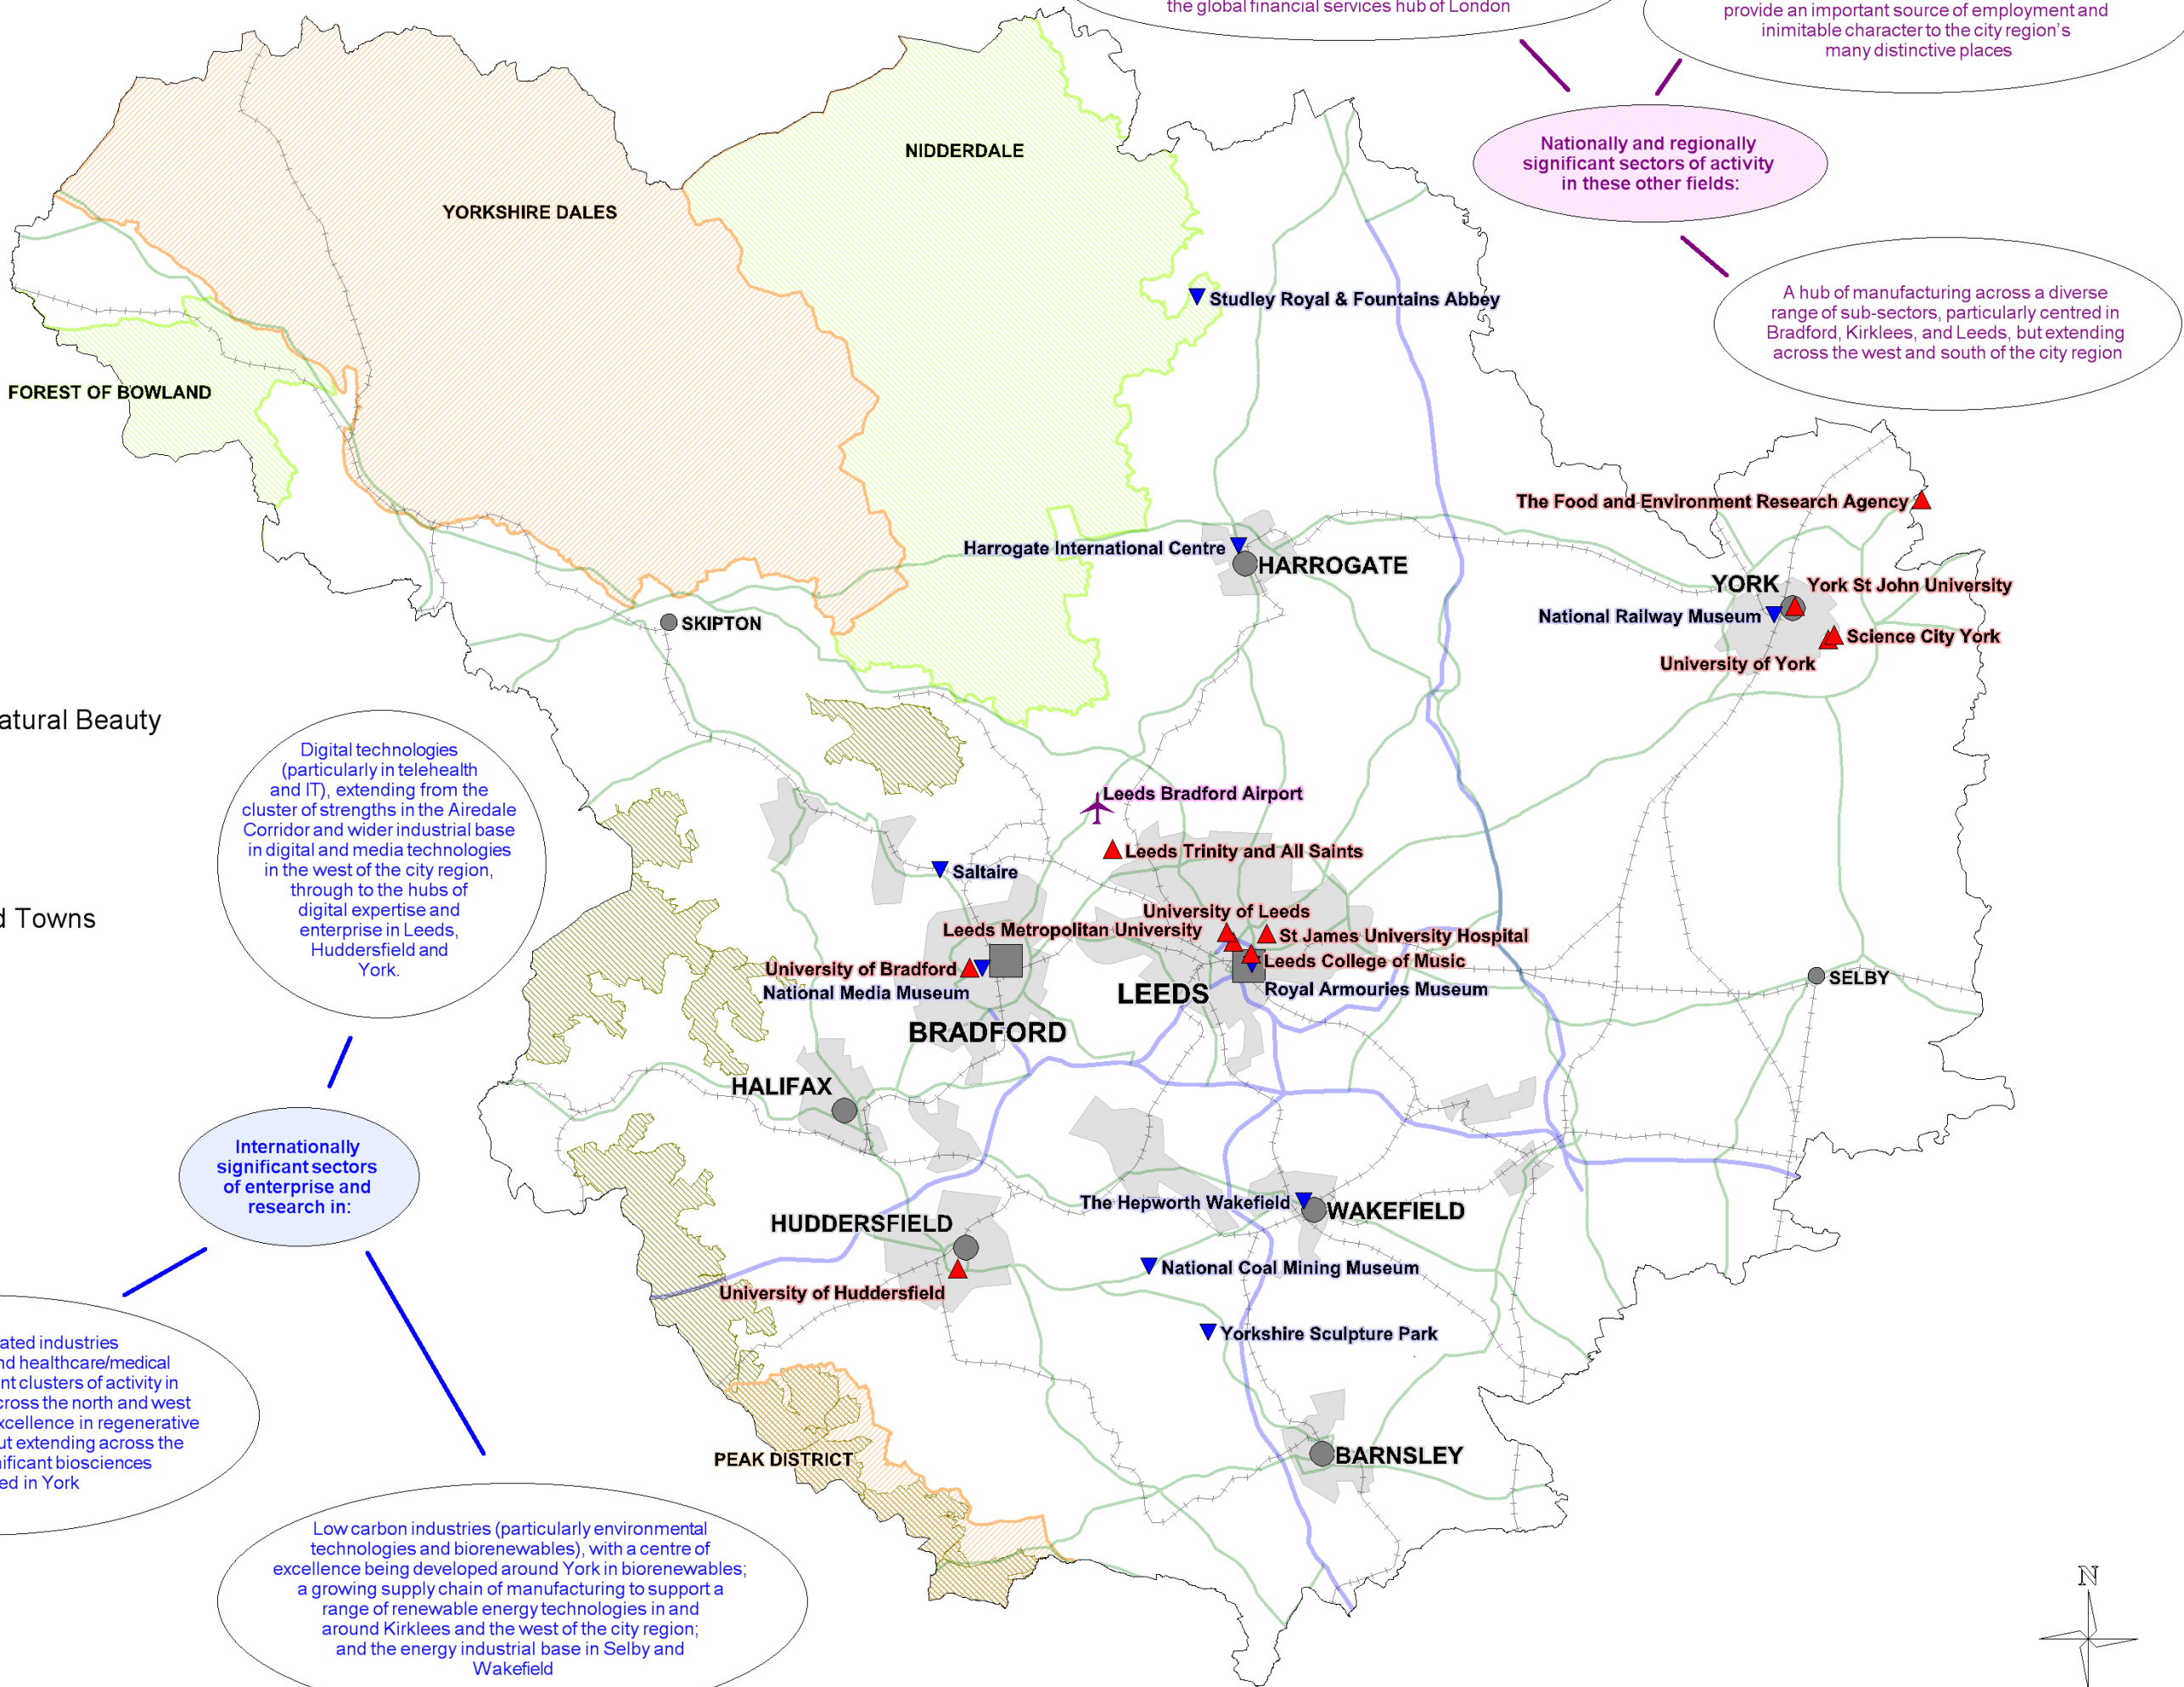 the global financial services hub of London
provide an important source of employment and
inimitable character to the city region's
many distinctive places
Nationally and regionally
significant sectors of activity
in these other fields:
NIDDERDALE
YORKSHIRE DALES
Studley Royal & Fountains Abbey
A hub of manufacturing across a diverse
range of sub-sectors, particularly centred in
Bradford, Kirklees, and Leeds, but extending
across the west and south of the city region
FOREST OF BOWLAND
The Food and Environment Research Agency
Harrogate International Centre
HARROGATE
YORK
York St John University
National Railway Museum
SKIPTON
Science City York
University of York
atural Beauty
Digital technologies
(particularly in telehealth
and IT), extending from the
cluster of strengths in the Airedale
Corridor and wider industrial base
in digital and media technologies
in the west of the city region,
through to the hubs of
digital expertise and
enterprise in Leeds,
Huddersfield and
York.
Leeds Bradford Airport
Leeds Trinity and All Saints
Saltaire
d Towns
University of Leeds
Leeds Metropolitan University
St James University Hospital
Leeds College of Music
University of Bradford
National Media Museum
LEEDS
Royal Armouries Museum
SELBY
BRADFORD
HALIFAX
Internationally
significant sectors
of enterprise and
research in:
The Hepworth Wakefield
WAKEFIELD
HUDDERSFIELD
National Coal Mining Museum
University of Huddersfield
Yorkshire Sculpture Park
ated industries
nd healthcare/medical
nt clusters of activity in
cross the north and west
xcellence in regenerative
ut extending across the
nificant biosciences
ed in York
PEAK DISTRICT
BARNSLEY
Low carbon industries (particularly environmental
technologies and biorenewables), with a centre of
excellence being developed around York in biorenewables;
a growing supply chain of manufacturing to support a
range of renewable energy technologies in and
around Kirklees and the west of the city region;
and the energy industrial base in Selby and
Wakefield
N